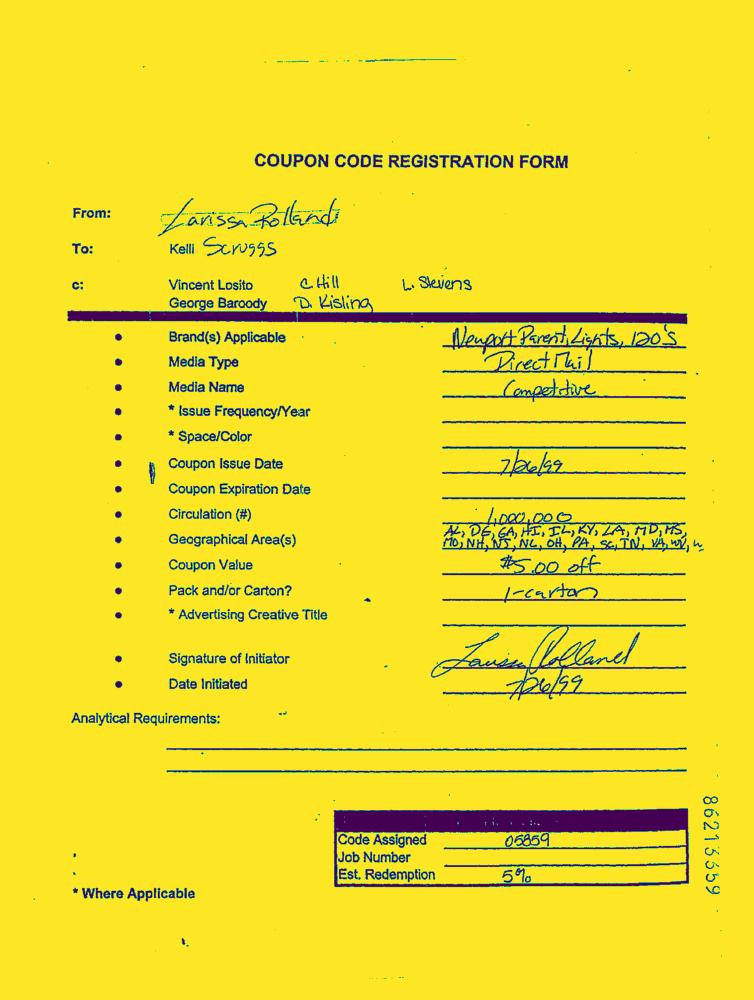 COUPON CODE REGISTRATION FORM
From: Larissa Rolland
To: Kelli Scruggs
c: Vincent Losito C. Hill L. Stevens
George Baroody D. Kisling
• Brand(s) Applicable Newport Parent, Lights, 120's
• Media Type Direct Mail
• Media Name Competitive
• * Issue Frequency/Year
• * Space/Color
• Coupon Issue Date 7/26/99
• Coupon Expiration Date
• Circulation (#) 1,000,000
• Geographical Area(s) AL, DE, GA, HI, IL, KY, LA, MD, MS,
MO, NH, NJ, NC, OH, PA, SC, TN, VA, WV,
• Coupon Value $5.00 off
• Pack and/or Carton? 1-carton
• * Advertising Creative Title
• Signature of Initiator Larissa Rolland
• Date Initiated 7/26/99
Analytical Requirements:
Code Assigned 05859
Job Number
Est. Redemption 5%
* Where Applicable